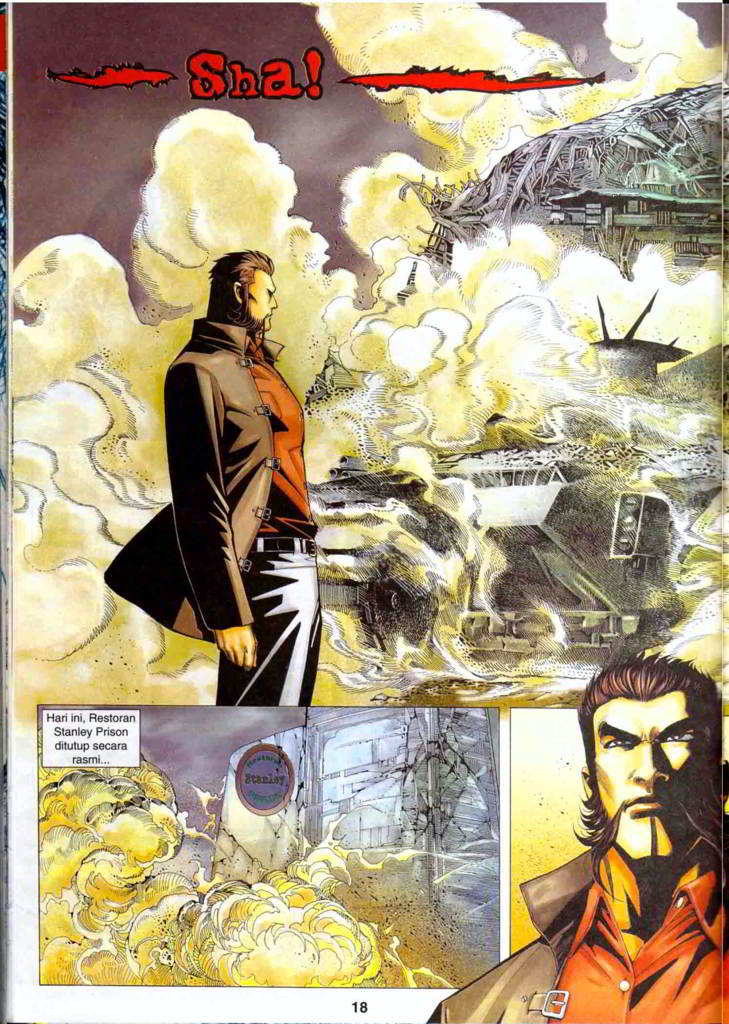 Sha!
Hari ini, Restoran
Stanley Prison
ditutup secara
rasmi...
Stanley
18